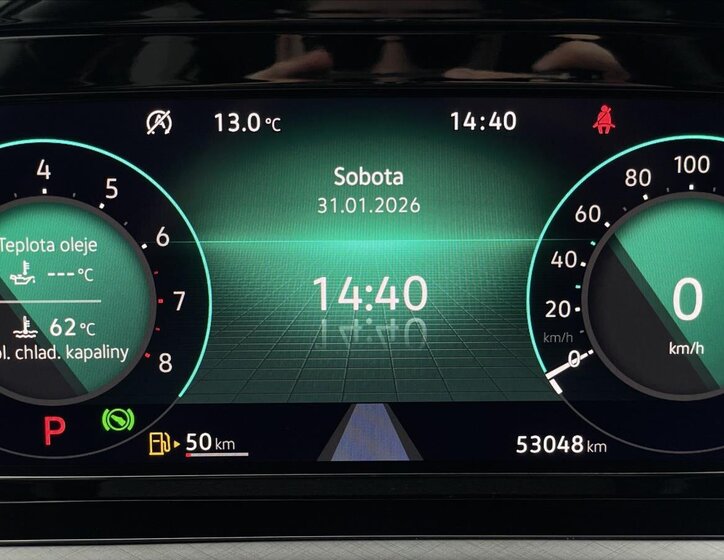 13.0 °C
14:40
Sobota
31.01.2026
14:40
4
5
6
7
8
Teplota oleje
--- °C
62 °C
pl. chlad. kapaliny
0
20
40
60
80
100
km/h
0
km/h
P
50 km
53048 km